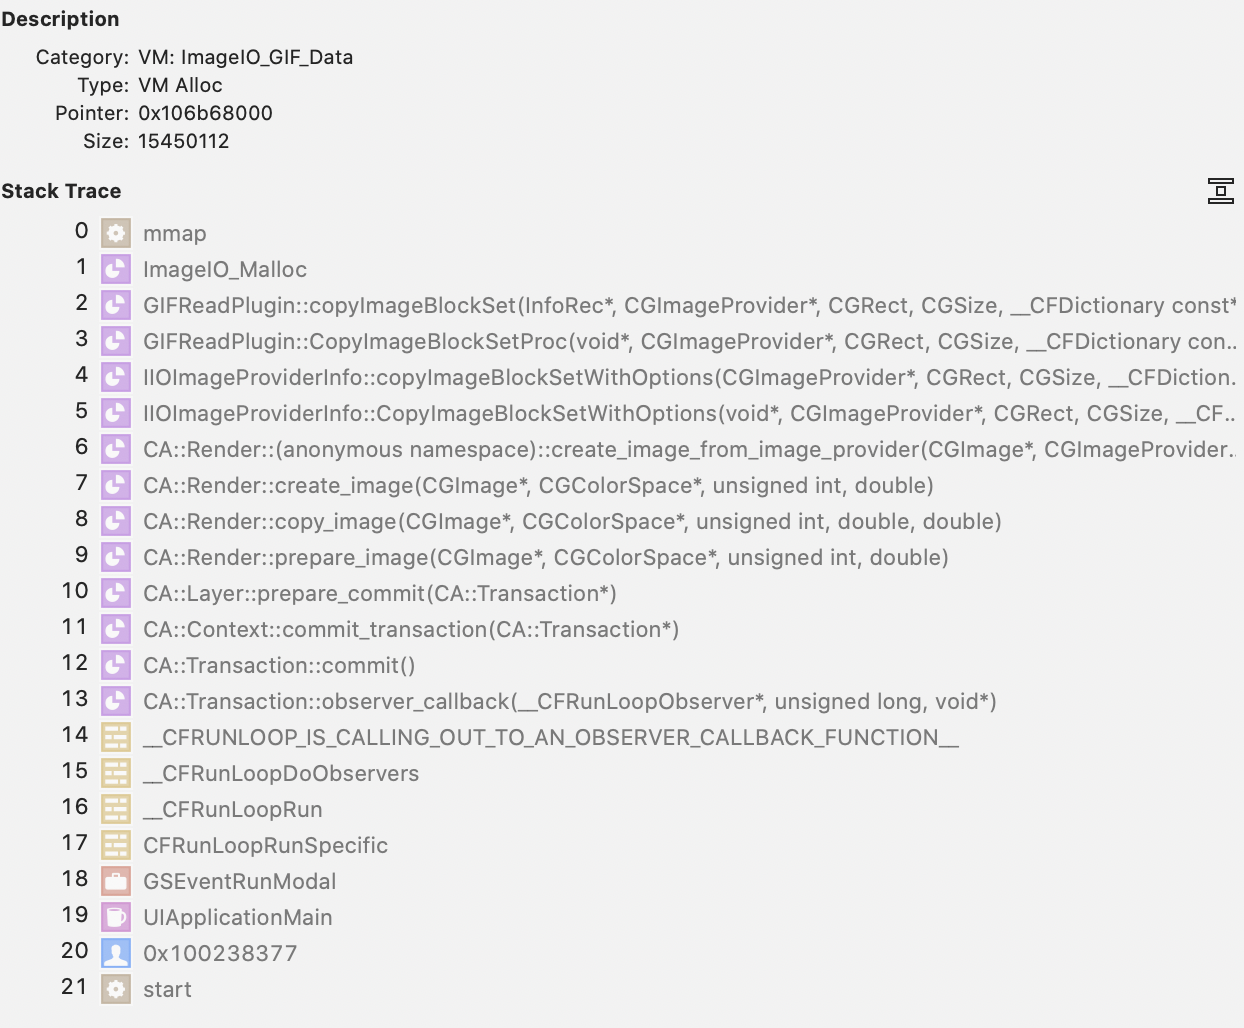 Description
Category: VM: ImageIO_GIF_Data
Type: VM Alloc
Pointer: 0x106b68000
Size: 15450112
Stack Trace
0 mmap
1 ImageIO_Malloc
2 GIFReadPlugin::copyImageBlockSet(InfoRec*, CGImageProvider*, CGRect, CGSize, __CFDictionary const*
3 GIFReadPlugin::CopyImageBlockSetProc(void*, CGImageProvider*, CGRect, CGSize, __CFDictionary con...
4 IIOImageProviderInfo::copyImageBlockSetWithOptions(CGImageProvider*, CGRect, CGSize, __CFDiction...
5 IIOImageProviderInfo::CopyImageBlockSetWithOptions(void*, CGImageProvider*, CGRect, CGSize, __CF...
6 CA::Render::(anonymous namespace)::create_image_from_image_provider(CGImage*, CGImageProvider...
7 CA::Render::create_image(CGImage*, CGColorSpace*, unsigned int, double)
8 CA::Render::copy_image(CGImage*, CGColorSpace*, unsigned int, double, double)
9 CA::Render::prepare_image(CGImage*, CGColorSpace*, unsigned int, double)
10 CA::Layer::prepare_commit(CA::Transaction*)
11 CA::Context::commit_transaction(CA::Transaction*)
12 CA::Transaction::commit()
13 CA::Transaction::observer_callback(__CFRunLoopObserver*, unsigned long, void*)
14 __CFRUNLOOP_IS_CALLING_OUT_TO_AN_OBSERVER_CALLBACK_FUNCTION__
15 __CFRunLoopDoObservers
16 __CFRunLoopRun
17 CFRunLoopRunSpecific
18 GSEventRunModal
19 UIApplicationMain
20 0x100238377
21 start